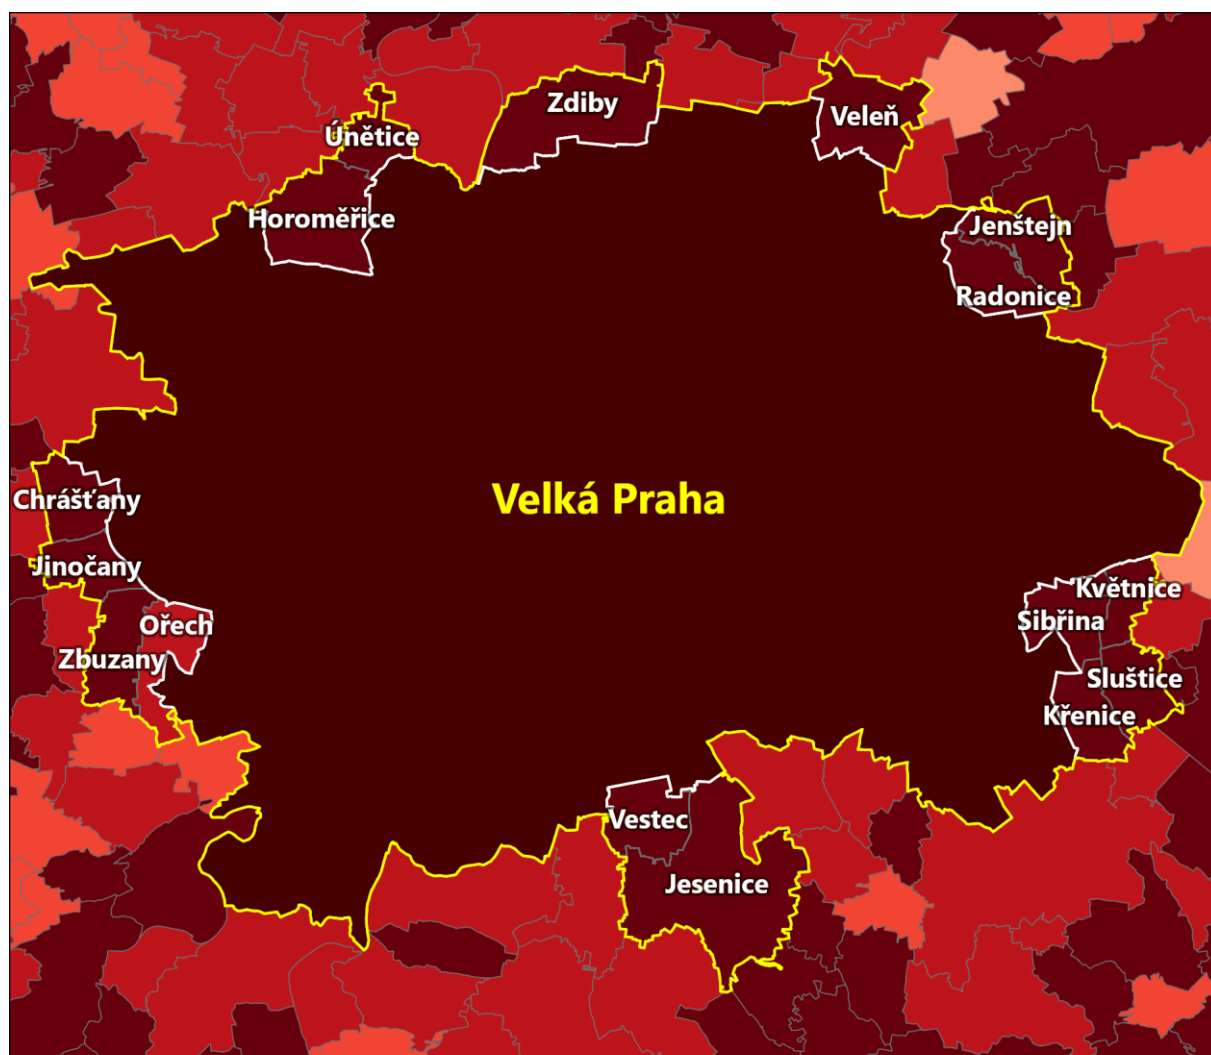 Zdiby
Veleň
Únětice
Horoměřice
Jenštejn
Radonice
Velká Praha
Chrášťany
Jinočany
Květnice
Sibřina
Ořech
Zbuzany
Sluštice
Křenice
Vestec
Jesenice